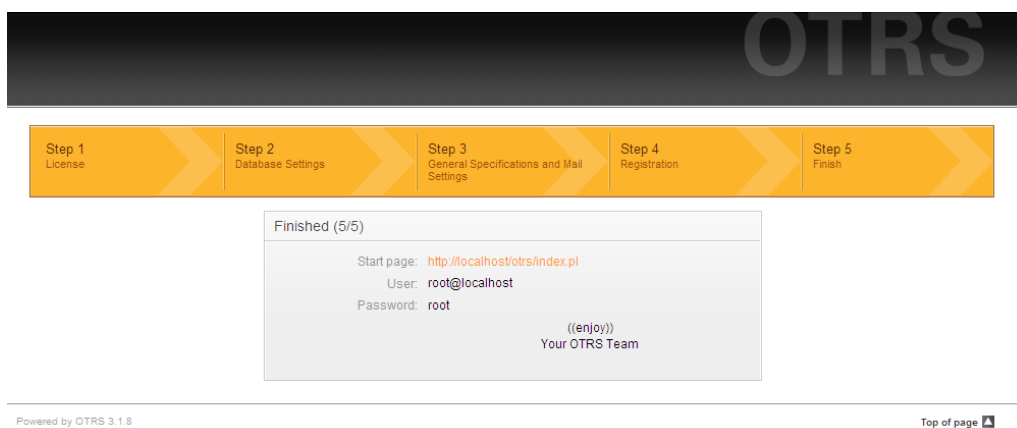 OTRS
Step 1
License
Step 2
Database Settings
Step 3
General Specifications and Mail
Settings
Step 4
Registration
Step 5
Finish
Finished (5/5)
Start page: http://localhost/otrs/index.pl
User: root@localhost
Password: root
((enjoy))
Your OTRS Team
Powered by OTRS 3.1.8
Top of page